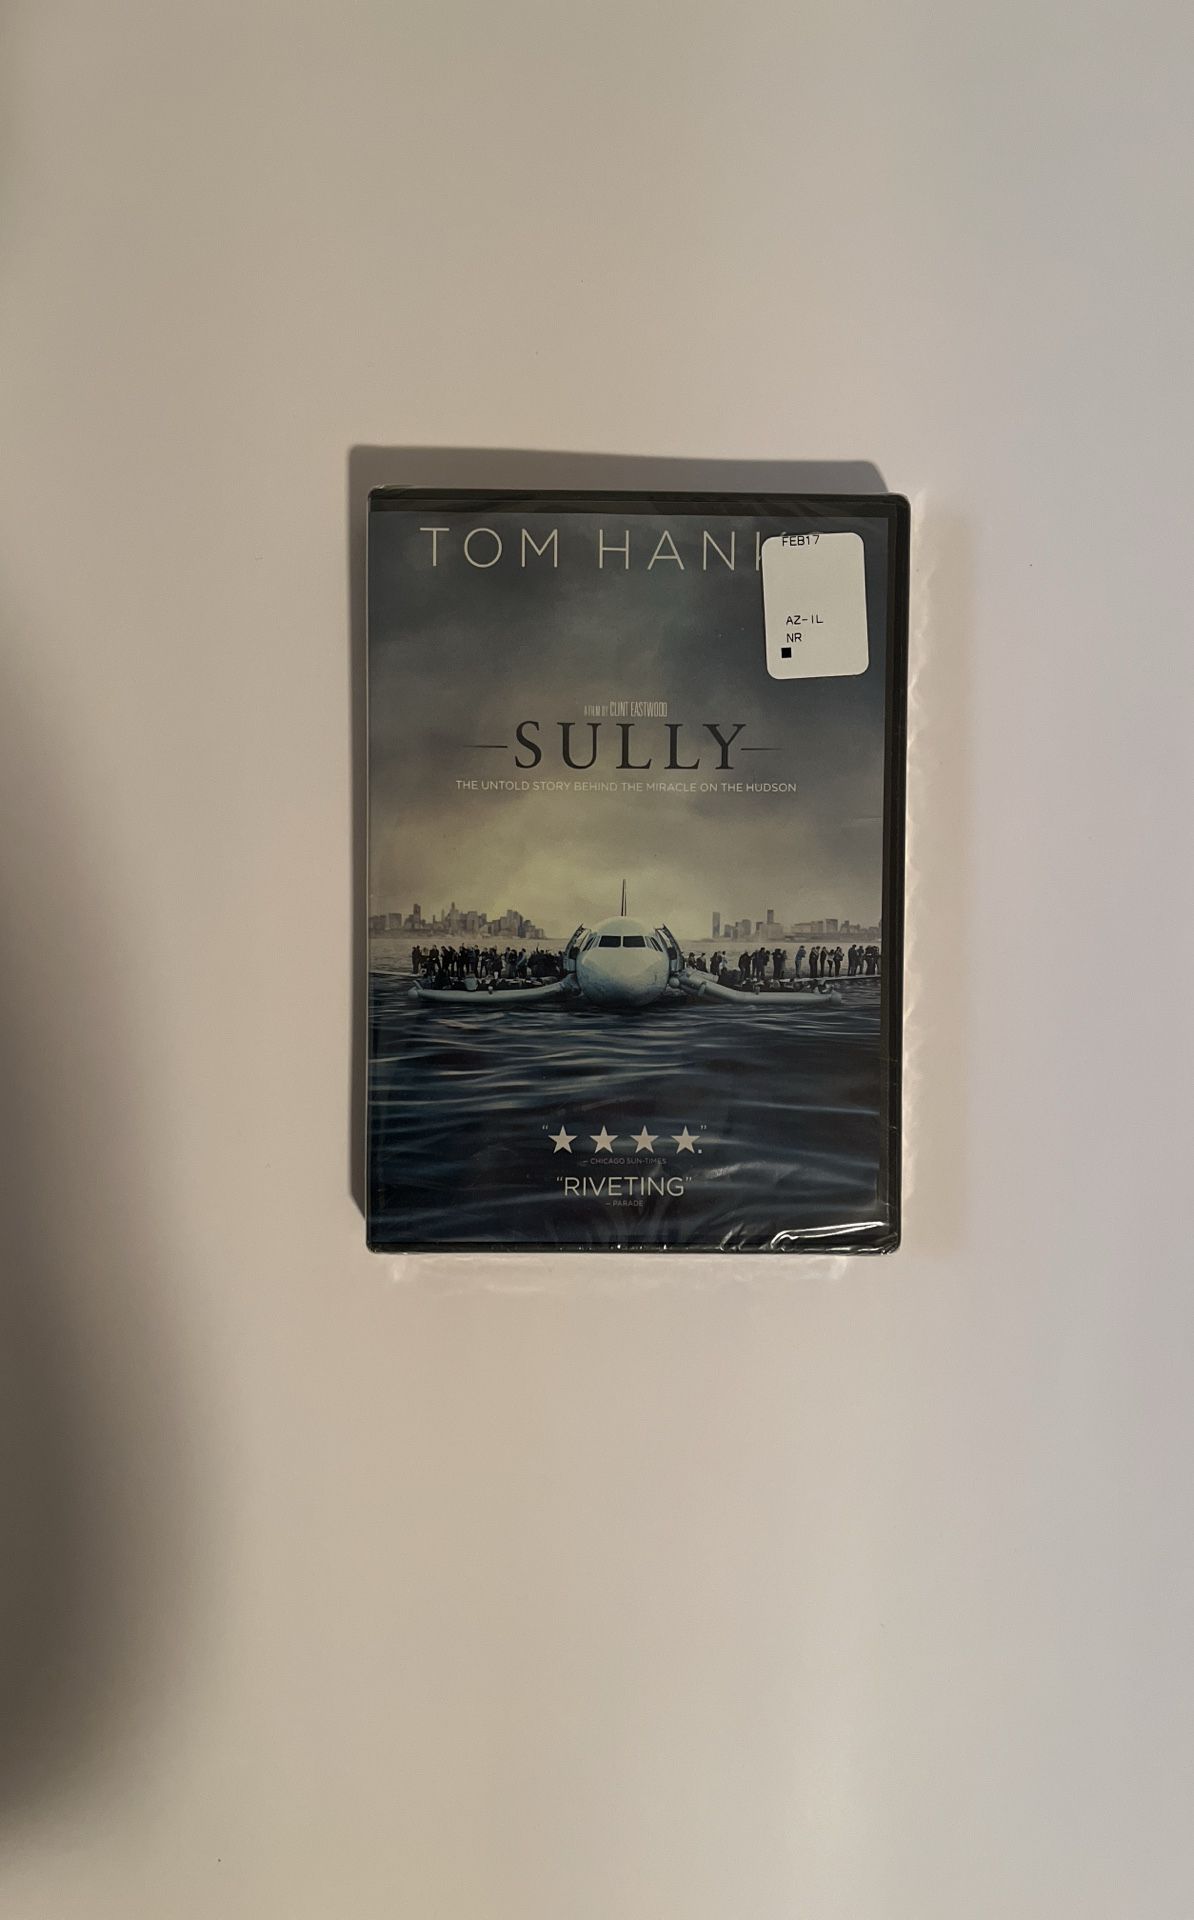 TOM HANK
FEB17
AZ-IL
NR
A FILM BY CLINT EASTWOOD
SULLY
THE UNTOLD STORY BEHIND THE MIRACLE ON THE HUDSON
“★ ★ ★ ★.”
– CHICAGO SUN-TIMES
“RIVETING”
– PARADE